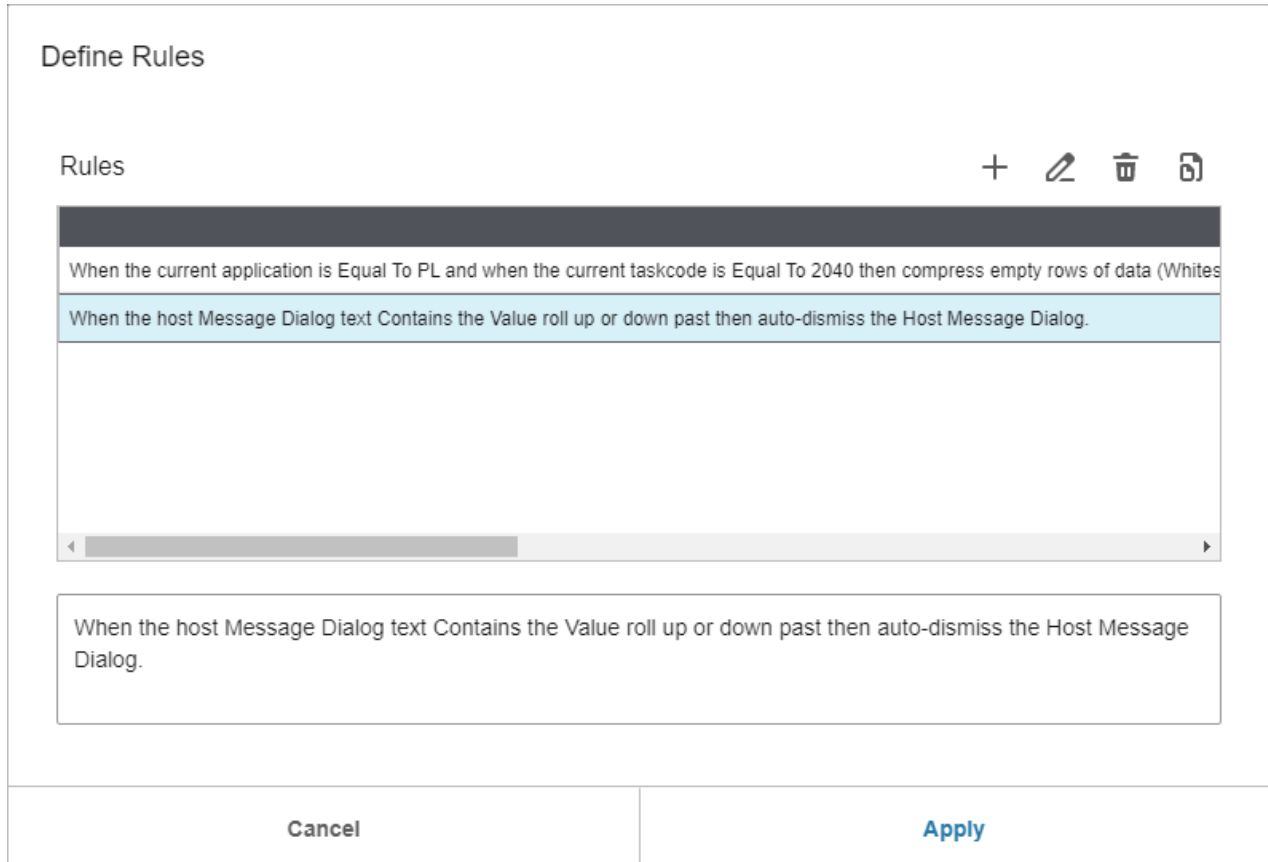 Define Rules
Rules
When the current application is Equal To PL and when the current taskcode is Equal To 2040 then compress empty rows of data (Whites
When the host Message Dialog text Contains the Value roll up or down past then auto-dismiss the Host Message Dialog.
When the host Message Dialog text Contains the Value roll up or down past then auto-dismiss the Host Message
Dialog.
Cancel
Apply